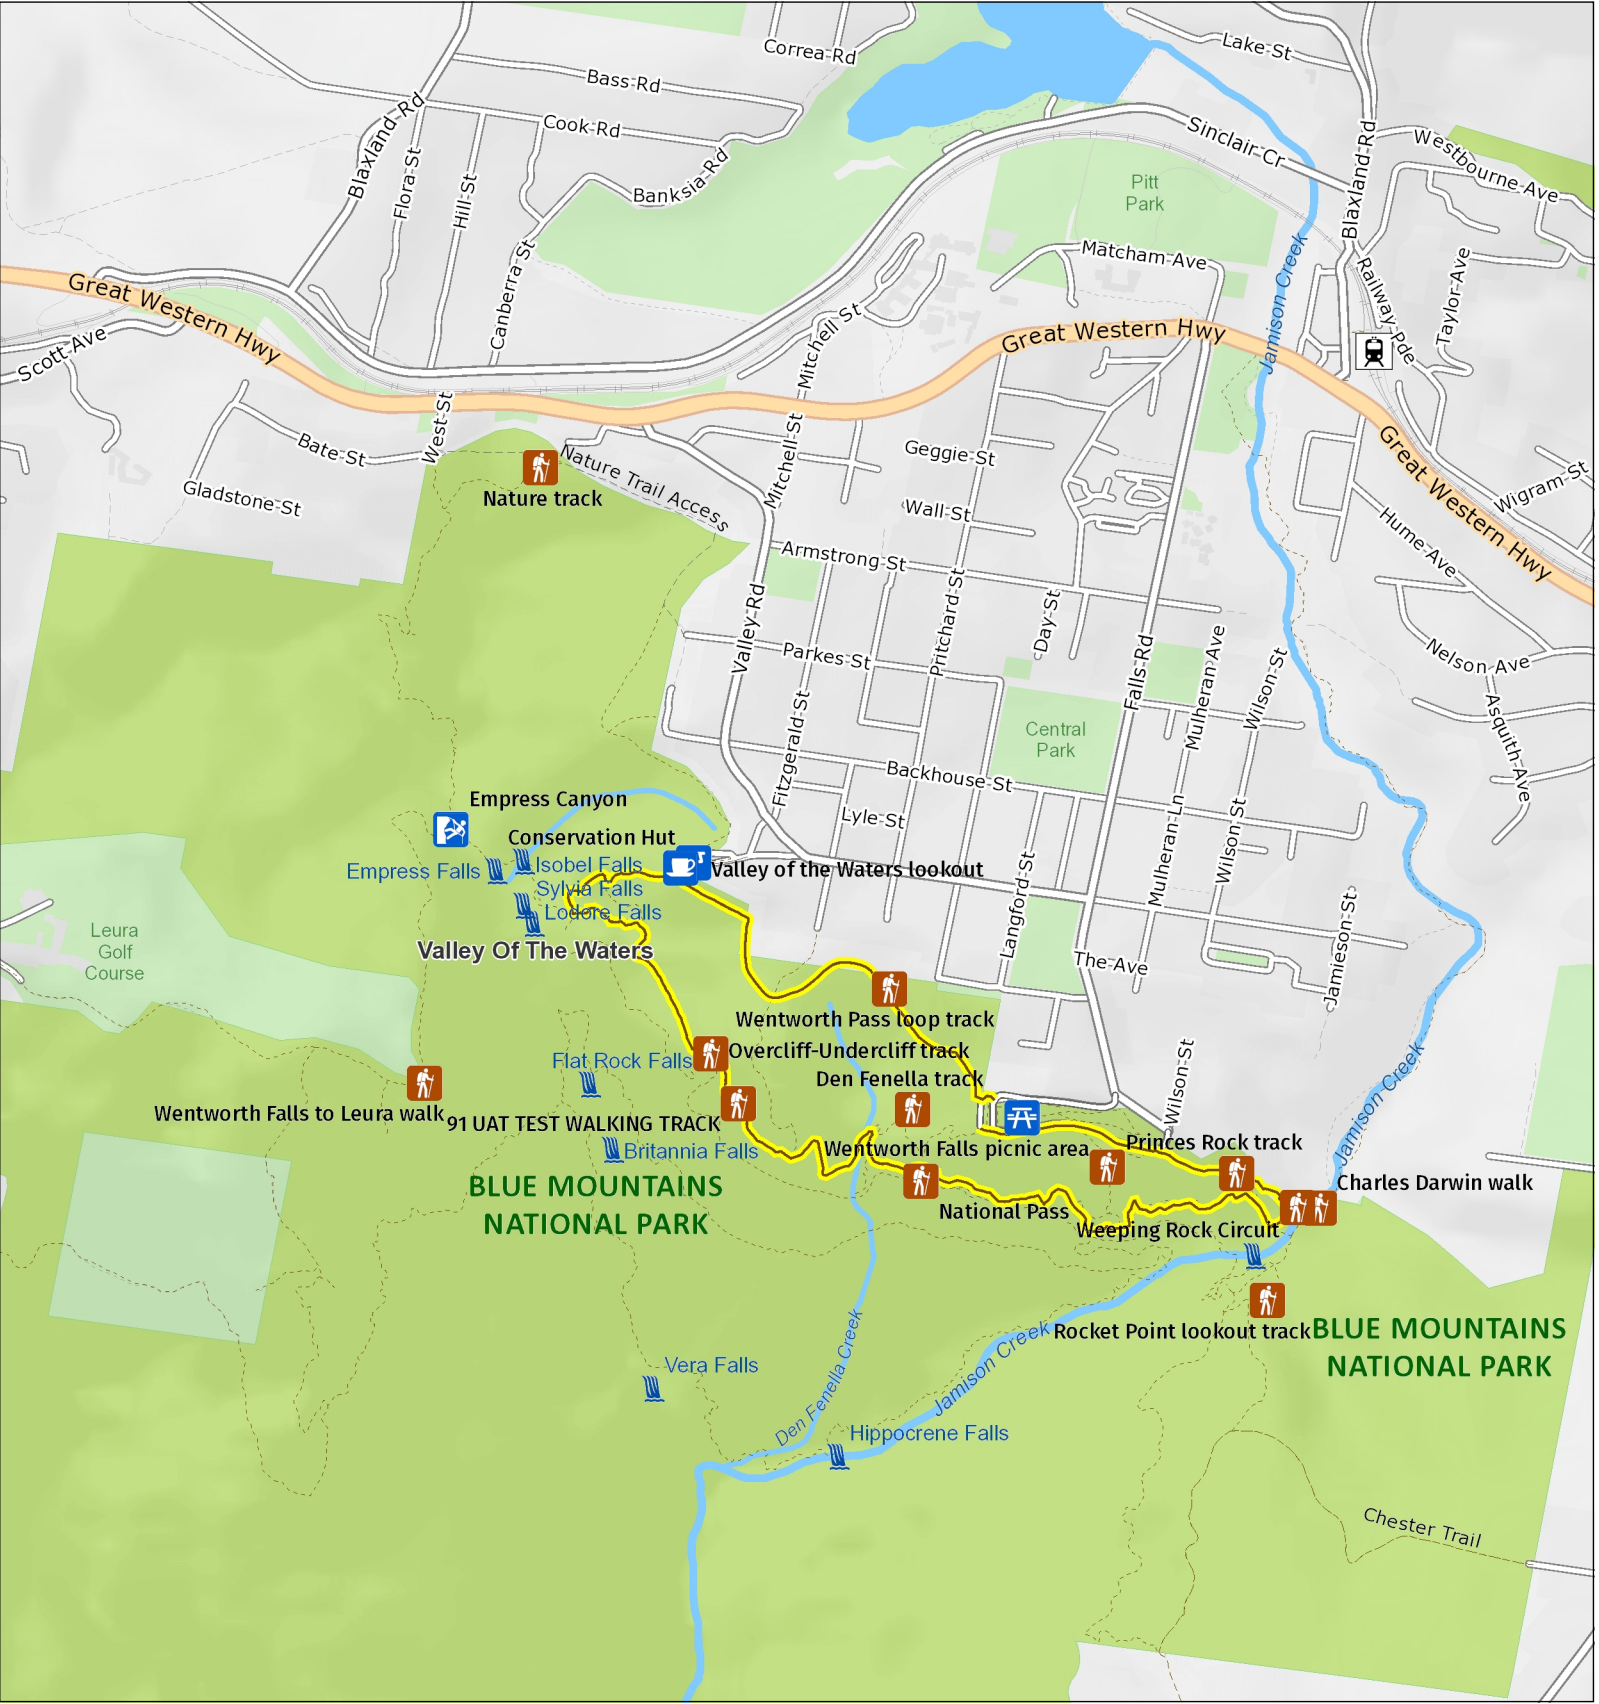 Correa Rd
Lake St
Bass Rd
Blaxland Rd
Cook Rd
Sinclair Cr
Blaxland Rd
Westbourne Ave
Flora St
Hill St
Banksia Rd
Pitt
Park
Canberra St
Matcham Ave
Jamison Creek
Railway Pde
Taylor Ave
Great Western Hwy
Scott Ave
Mitchell St
Great Western Hwy
West St
Bate St
Gladstone St
Nature track
Nature Trail Access
Mitchell St
Geggie St
Wall St
Great Western Hwy
Wigram St
Hume Ave
Armstrong St
Valley Rd
Parkes St
Pritchard St
Day St
Falls Rd
Mulheran Ave
Wilson St
Nelson Ave
Asquith Ave
Fitzgerald St
Central
Park
Backhouse St
Lyle St
Mulheran Ln
Wilson St
Empress Canyon
Conservation Hut
Empress Falls
Isobel Falls
Sylvia Falls
Lodore Falls
Valley of the Waters lookout
Valley Of The Waters
Leura
Golf
Course
Langford St
The Ave
Jamieson St
Wentworth Pass loop track
Overcliff-Undercliff track
Flat Rock Falls
Den Fenella track
Wentworth Falls to Leura walk
91 UAT TEST WALKING TRACK
Wilson St
Jamison Creek
Britannia Falls
Wentworth Falls picnic area
Princes Rock track
Charles Darwin walk
BLUE MOUNTAINS
NATIONAL PARK
National Pass
Weeping Rock Circuit
Rocket Point lookout track
BLUE MOUNTAINS
NATIONAL PARK
Vera Falls
Den Fenella Creek
Jamison Creek
Hippocrene Falls
Chester Trail